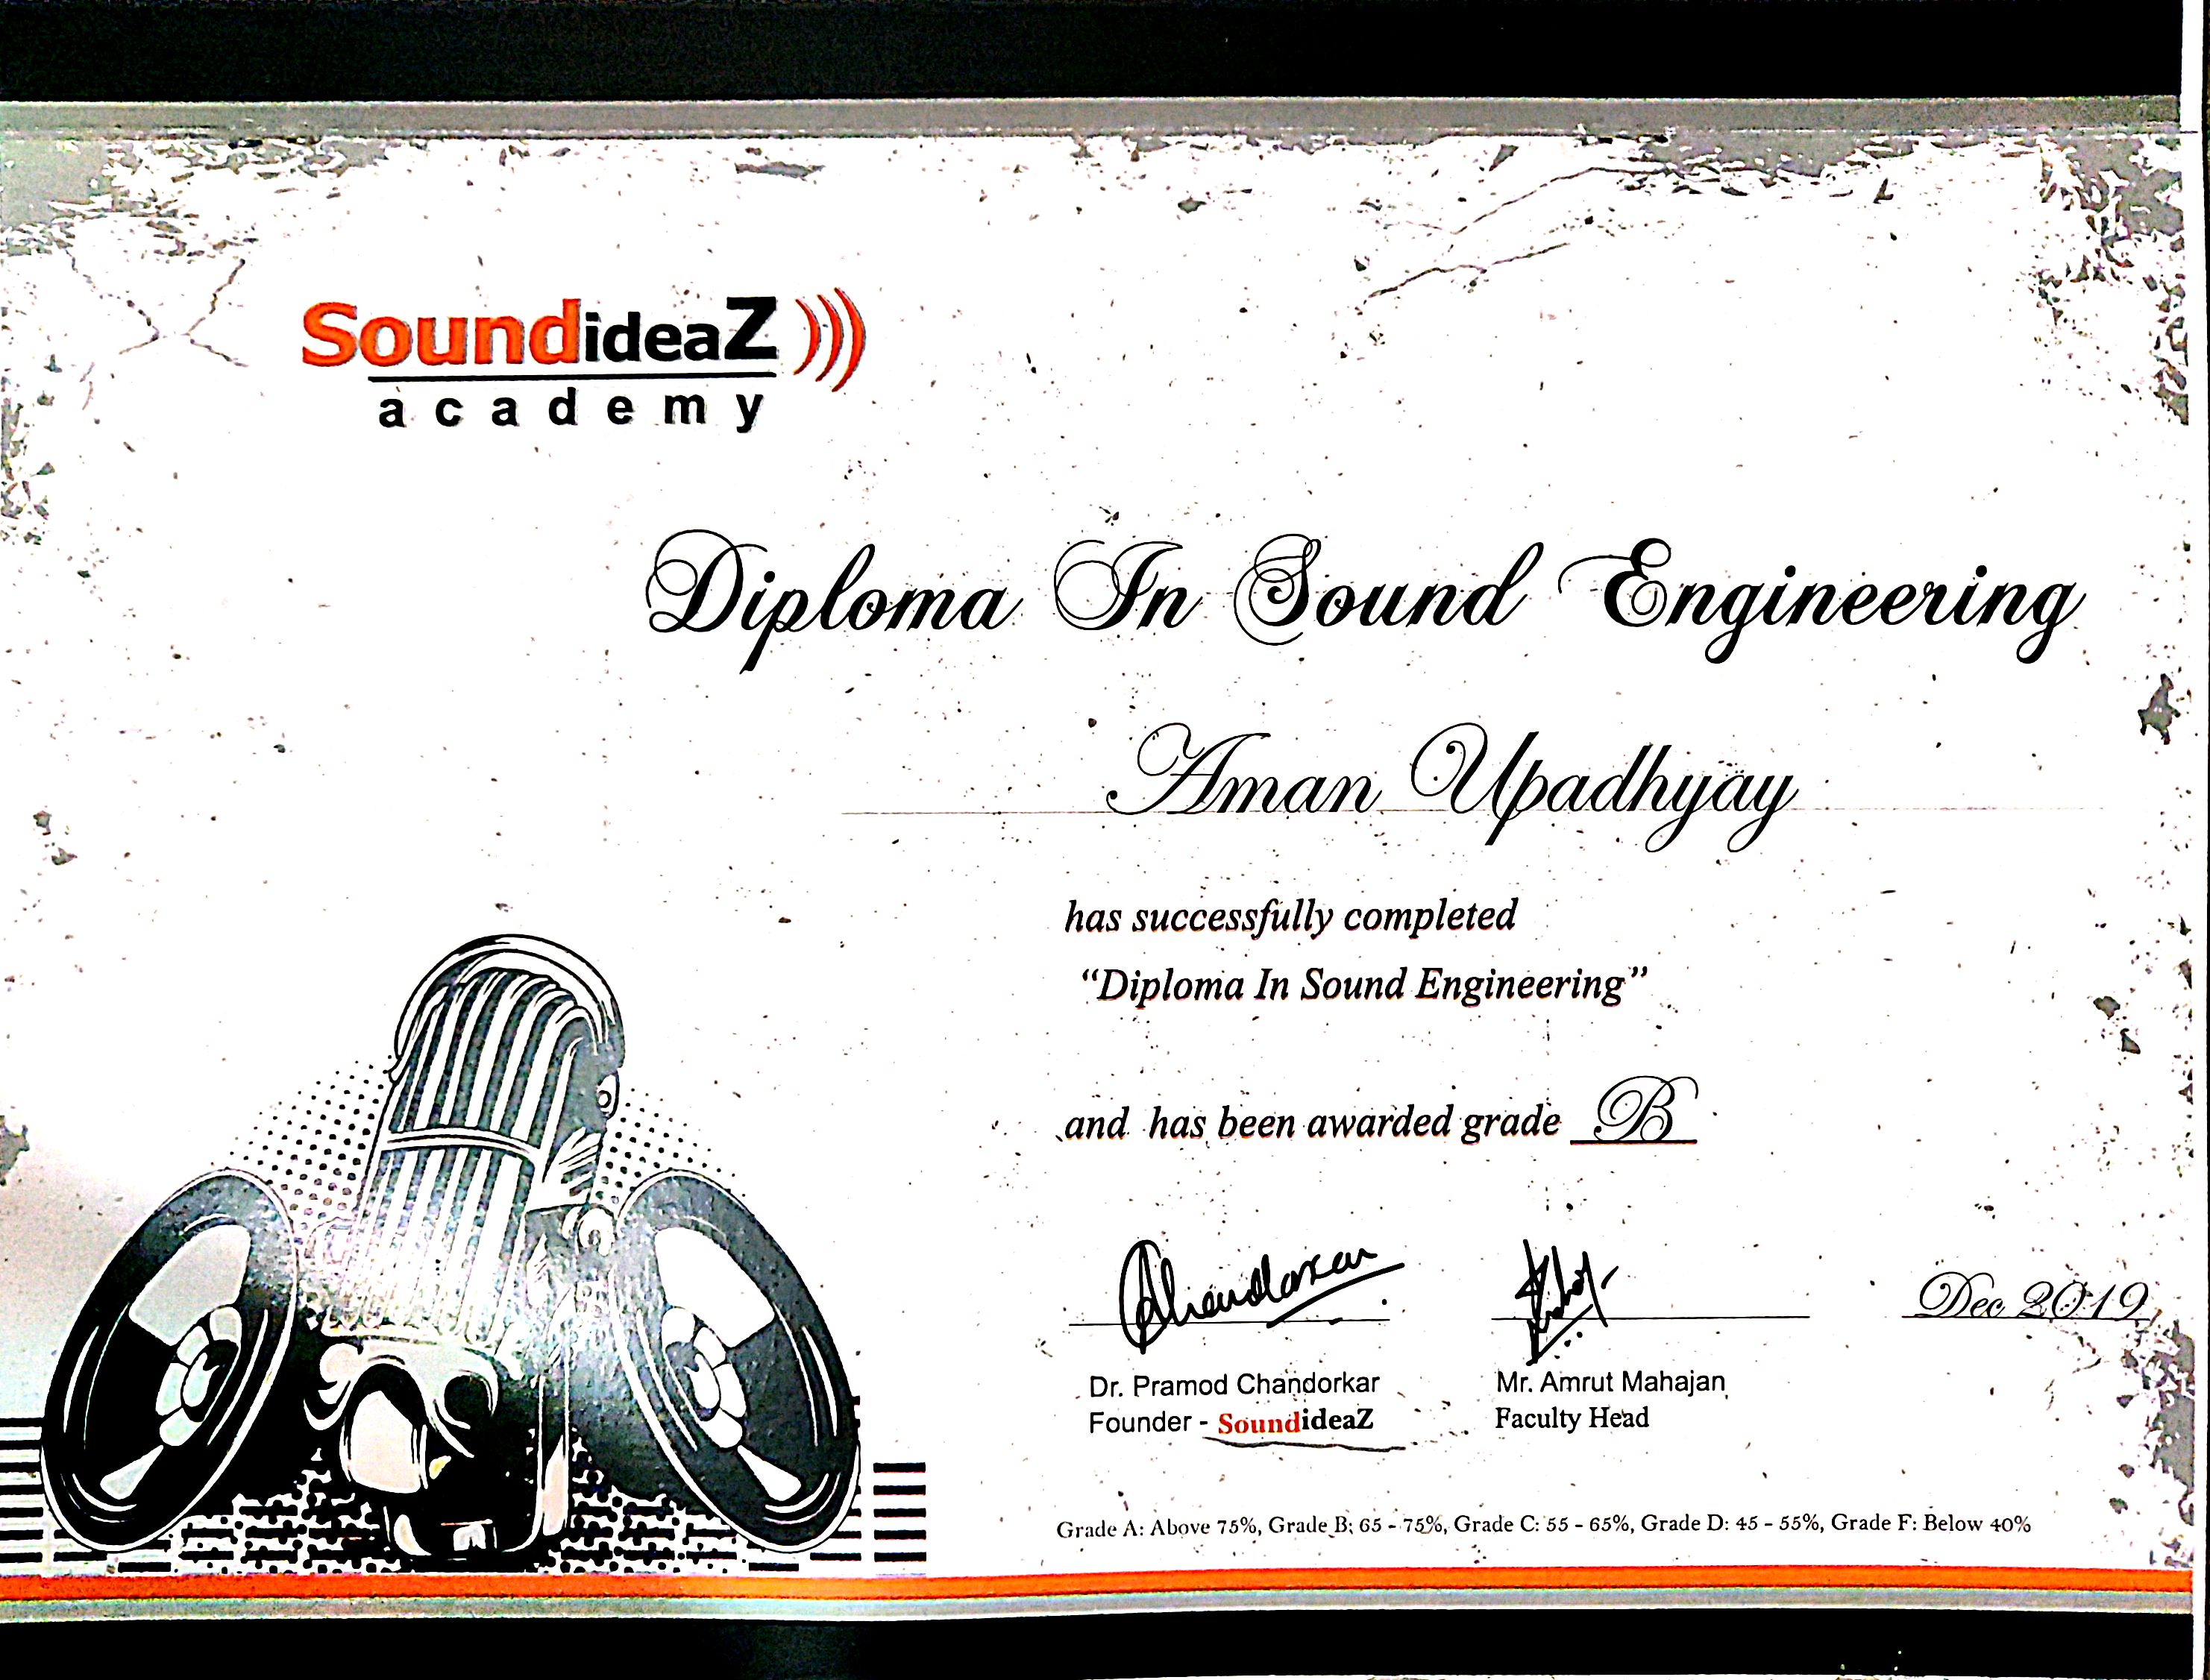 SoundideaZ
academy
Diploma In Sound Engineering
Aman Upadhyay
has successfully completed
“Diploma In Sound Engineering”
and has been awarded grade B
Chandorkar
Dec 2019
Dr. Pramod Chandorkar
Founder - SoundideaZ
Mr. Amrut Mahajan
Faculty Head
Grade A: Above 75%, Grade B: 65 - 75%, Grade C: 55 - 65%, Grade D: 45 - 55%, Grade F: Below 40%